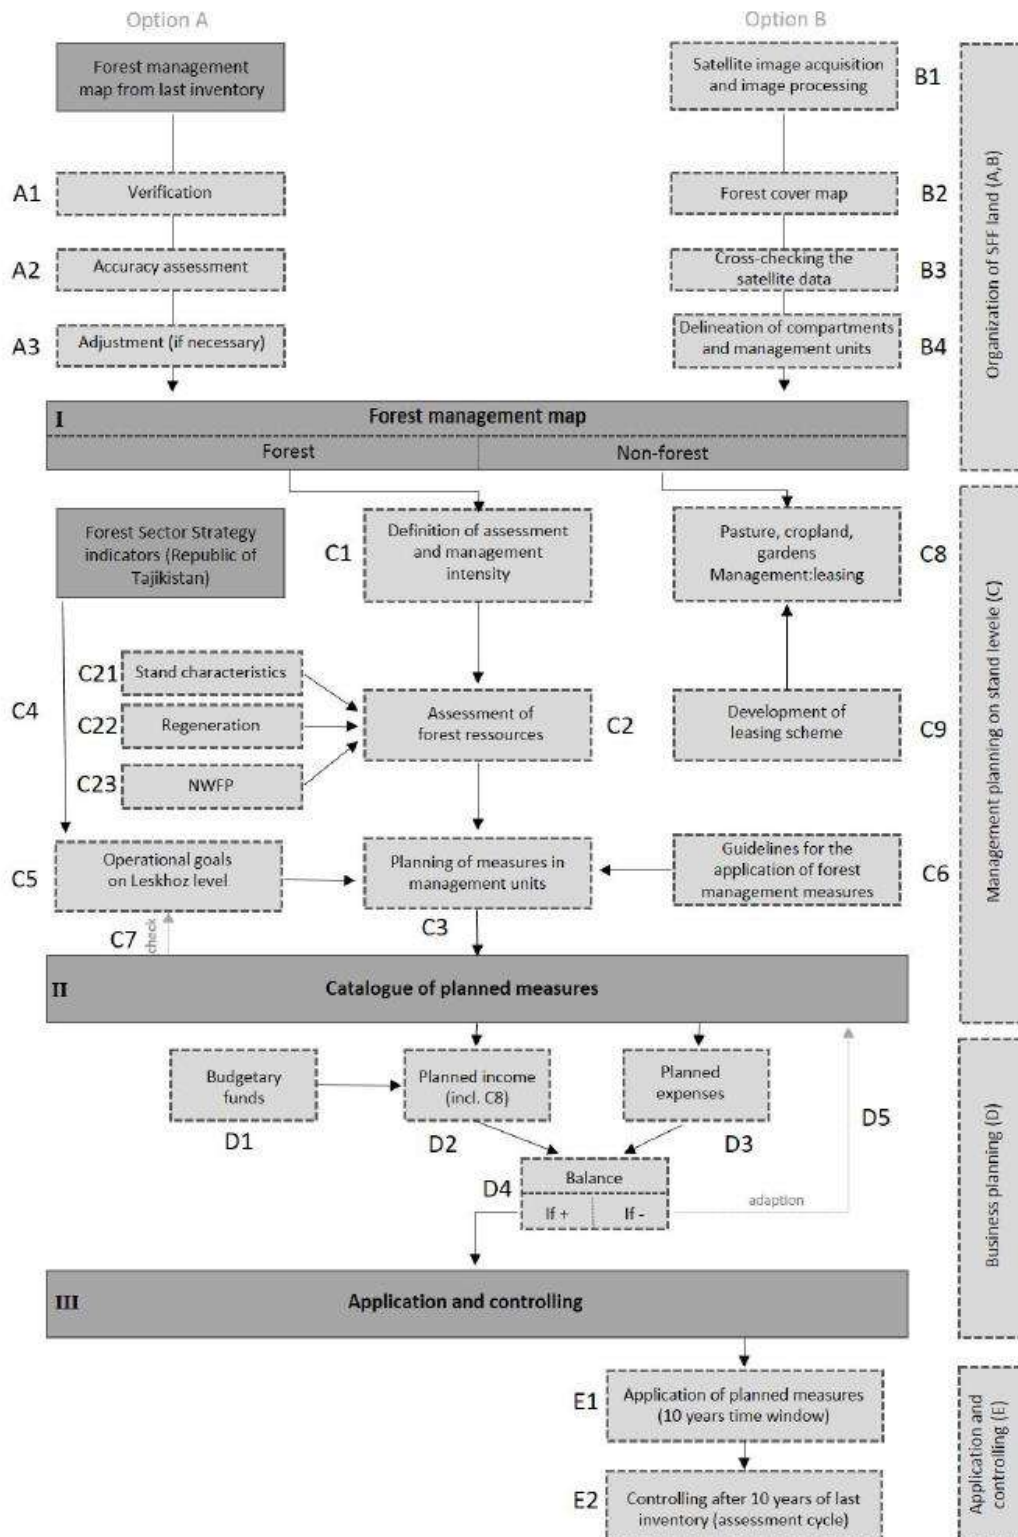 Option A
Option B
Forest management
map from last inventory
Satellite image acquisition
and image processing
B1
A1
Verification
Forest cover map
B2
A2
Accuracy assessment
Cross-checking the
satellite data
B3
A3
Adjustment (if necessary)
Delineation of compartments
and management units
B4
Organization of SFF land (A,B)
I
Forest management map
Forest
Non-forest
Forest Sector Strategy
indicators (Republic of
Tajikistan)
C1
Definition of assessment
and management
intensity
Pasture, cropland,
gardens
Management:leasing
C8
C21
Stand characteristics
C4
C22
Regeneration
C23
NWFP
Assessment of
forest ressources
C2
Development of
leasing scheme
C9
C5
Operational goals
on Leskhoz level
Planning of measures in
management units
Guidelines for the
application of forest
management measures
C6
C7
check
C3
Management planning on stand levele (C)
II
Catalogue of planned measures
Budgetary
funds
D1
Planned income
(incl. C8)
D2
Planned
expenses
D3
D5
D4
Balance
If +
If -
adaption
Business planning (D)
III
Application and controlling
E1
Application of planned measures
(10 years time window)
E2
Controlling after 10 years of last
inventory (assessment cycle)
Application and
controlling (E)